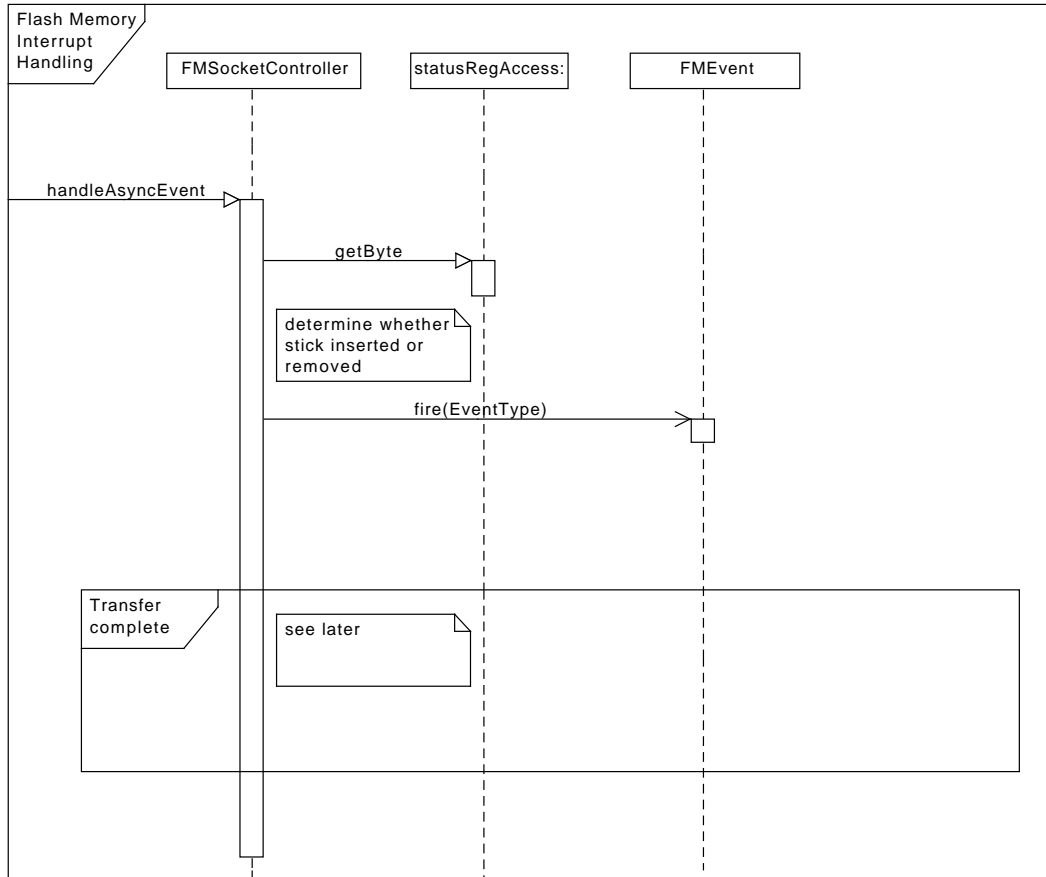 Flash Memory
Interrupt
Handling
FMSocketController
statusRegAccess:
FMEvent
handleAsyncEvent
getByte
determine whether
stick inserted or
removed
fire(EventType)
Transfer
complete
see later